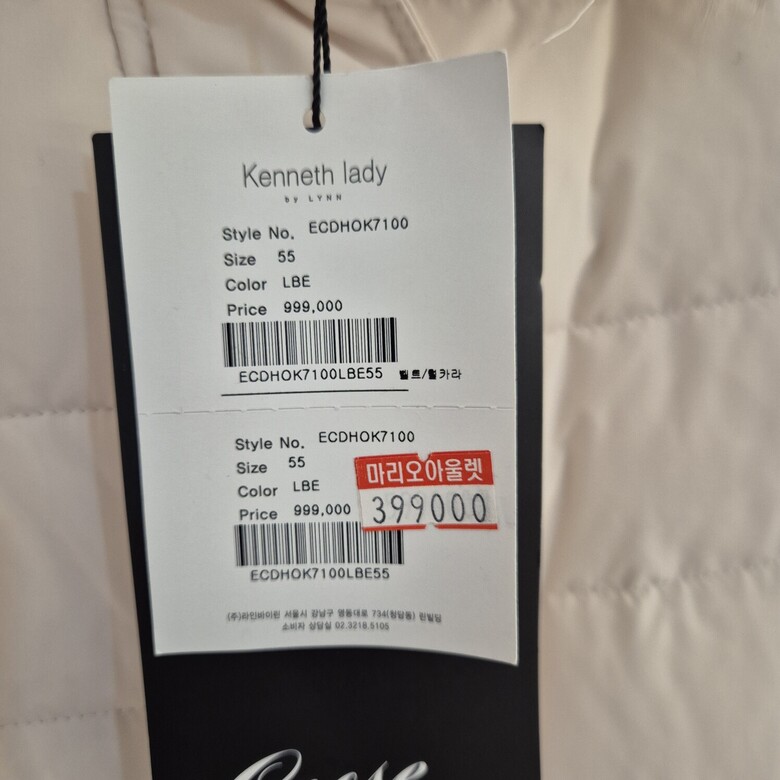 Kenneth lady
by LYNN
Style No. ECDHOK7100
Size 55
Color LBE
Price 999,000
ECDHOK7100LBE55 벨트/털카라
Style No. ECDHOK7100
Size 55
Color LBE
Price 999,000
마리오아울렛
399000
ECDHOK7100LBE55
(주)라인바이린 서울시 강남구 영동대로 734(청담동) 린빌딩
소비자 상담실 02.3218.5105
Goose